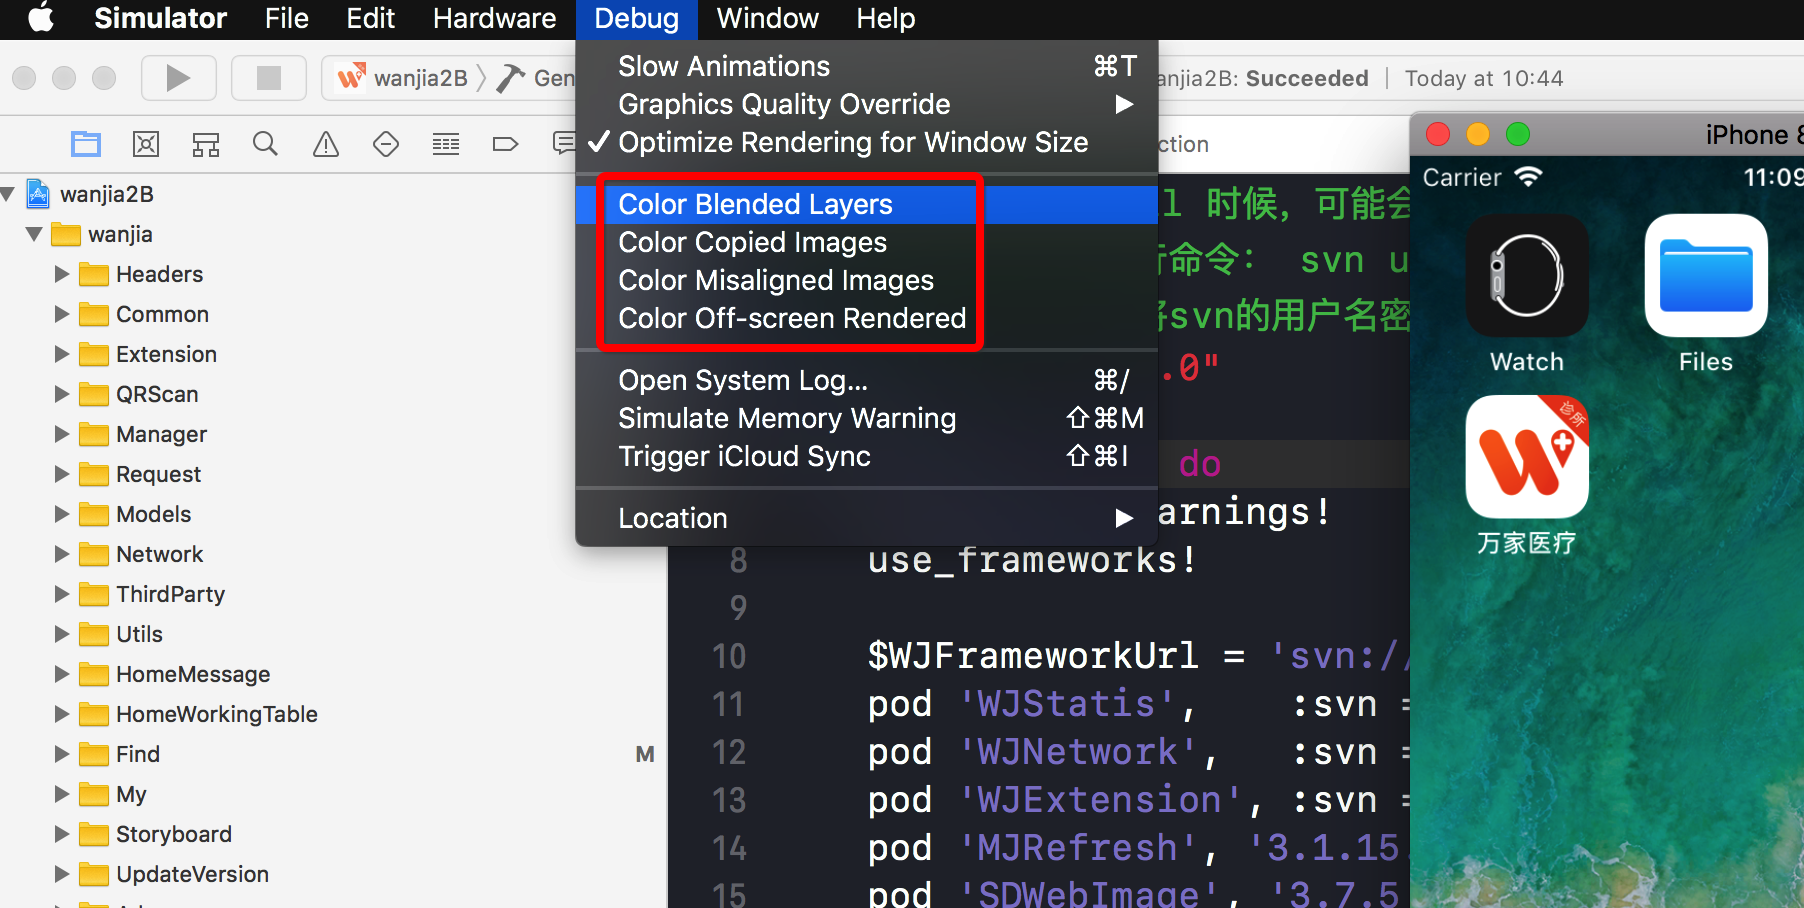 Simulator File Edit Hardware Debug Window Help
wanjia2B Gen
anjia2B: Succeeded | Today at 10:44
Slow Animations ⌘T
Graphics Quality Override ▶
✓ Optimize Rendering for Window Size
Color Blended Layers
Color Copied Images
Color Misaligned Images
Color Off-screen Rendered
Open System Log... ⌘/
Simulate Memory Warning ⇧⌘M
Trigger iCloud Sync ⇧⌘I
Location ▶
wanjia2B
wanjia
Headers
Common
Extension
QRScan
Manager
Request
Models
Network
ThirdParty
Utils
HomeMessage
HomeWorkingTable
Find M
My
Storyboard
UpdateVersion
ction
l 时候，可能会
行命令： svn u
将svn的用户名密
.0"
do
arnings!
8 use_frameworks!
9
10 $WJFrameworkUrl = 'svn://
11 pod 'WJStatis', :svn =
12 pod 'WJNetwork', :svn =
13 pod 'WJExtension', :svn =
14 pod 'MJRefresh', '3.1.15.
15 pod 'SDWebImage', '3.7.5
iPhone 8
Carrier 11:09
Watch
Files
诊所
万家医疗